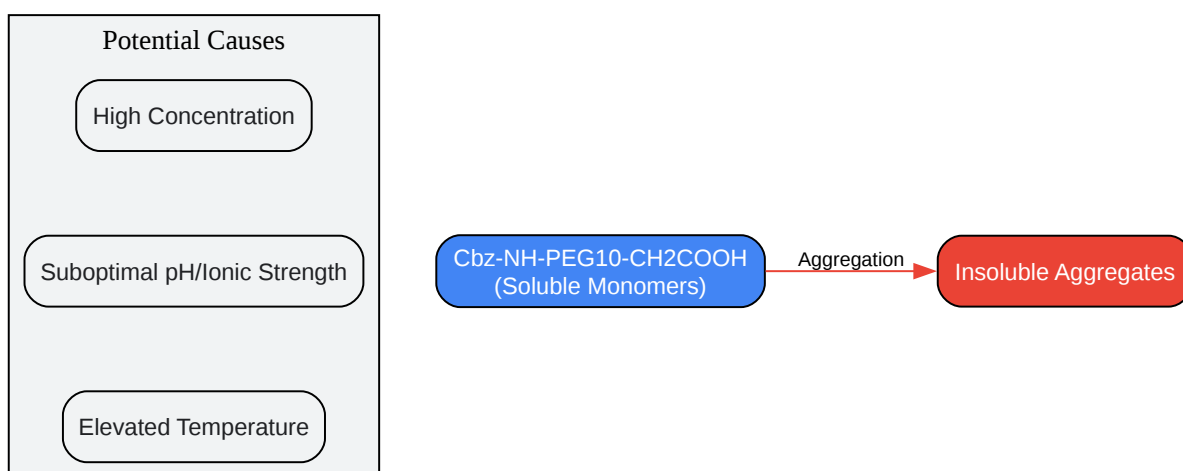 Potential Causes
High Concentration
Suboptimal pH/Ionic Strength
Elevated Temperature
Cbz-NH-PEG10-CH2COOH
(Soluble Monomers)
Aggregation
Insoluble Aggregates